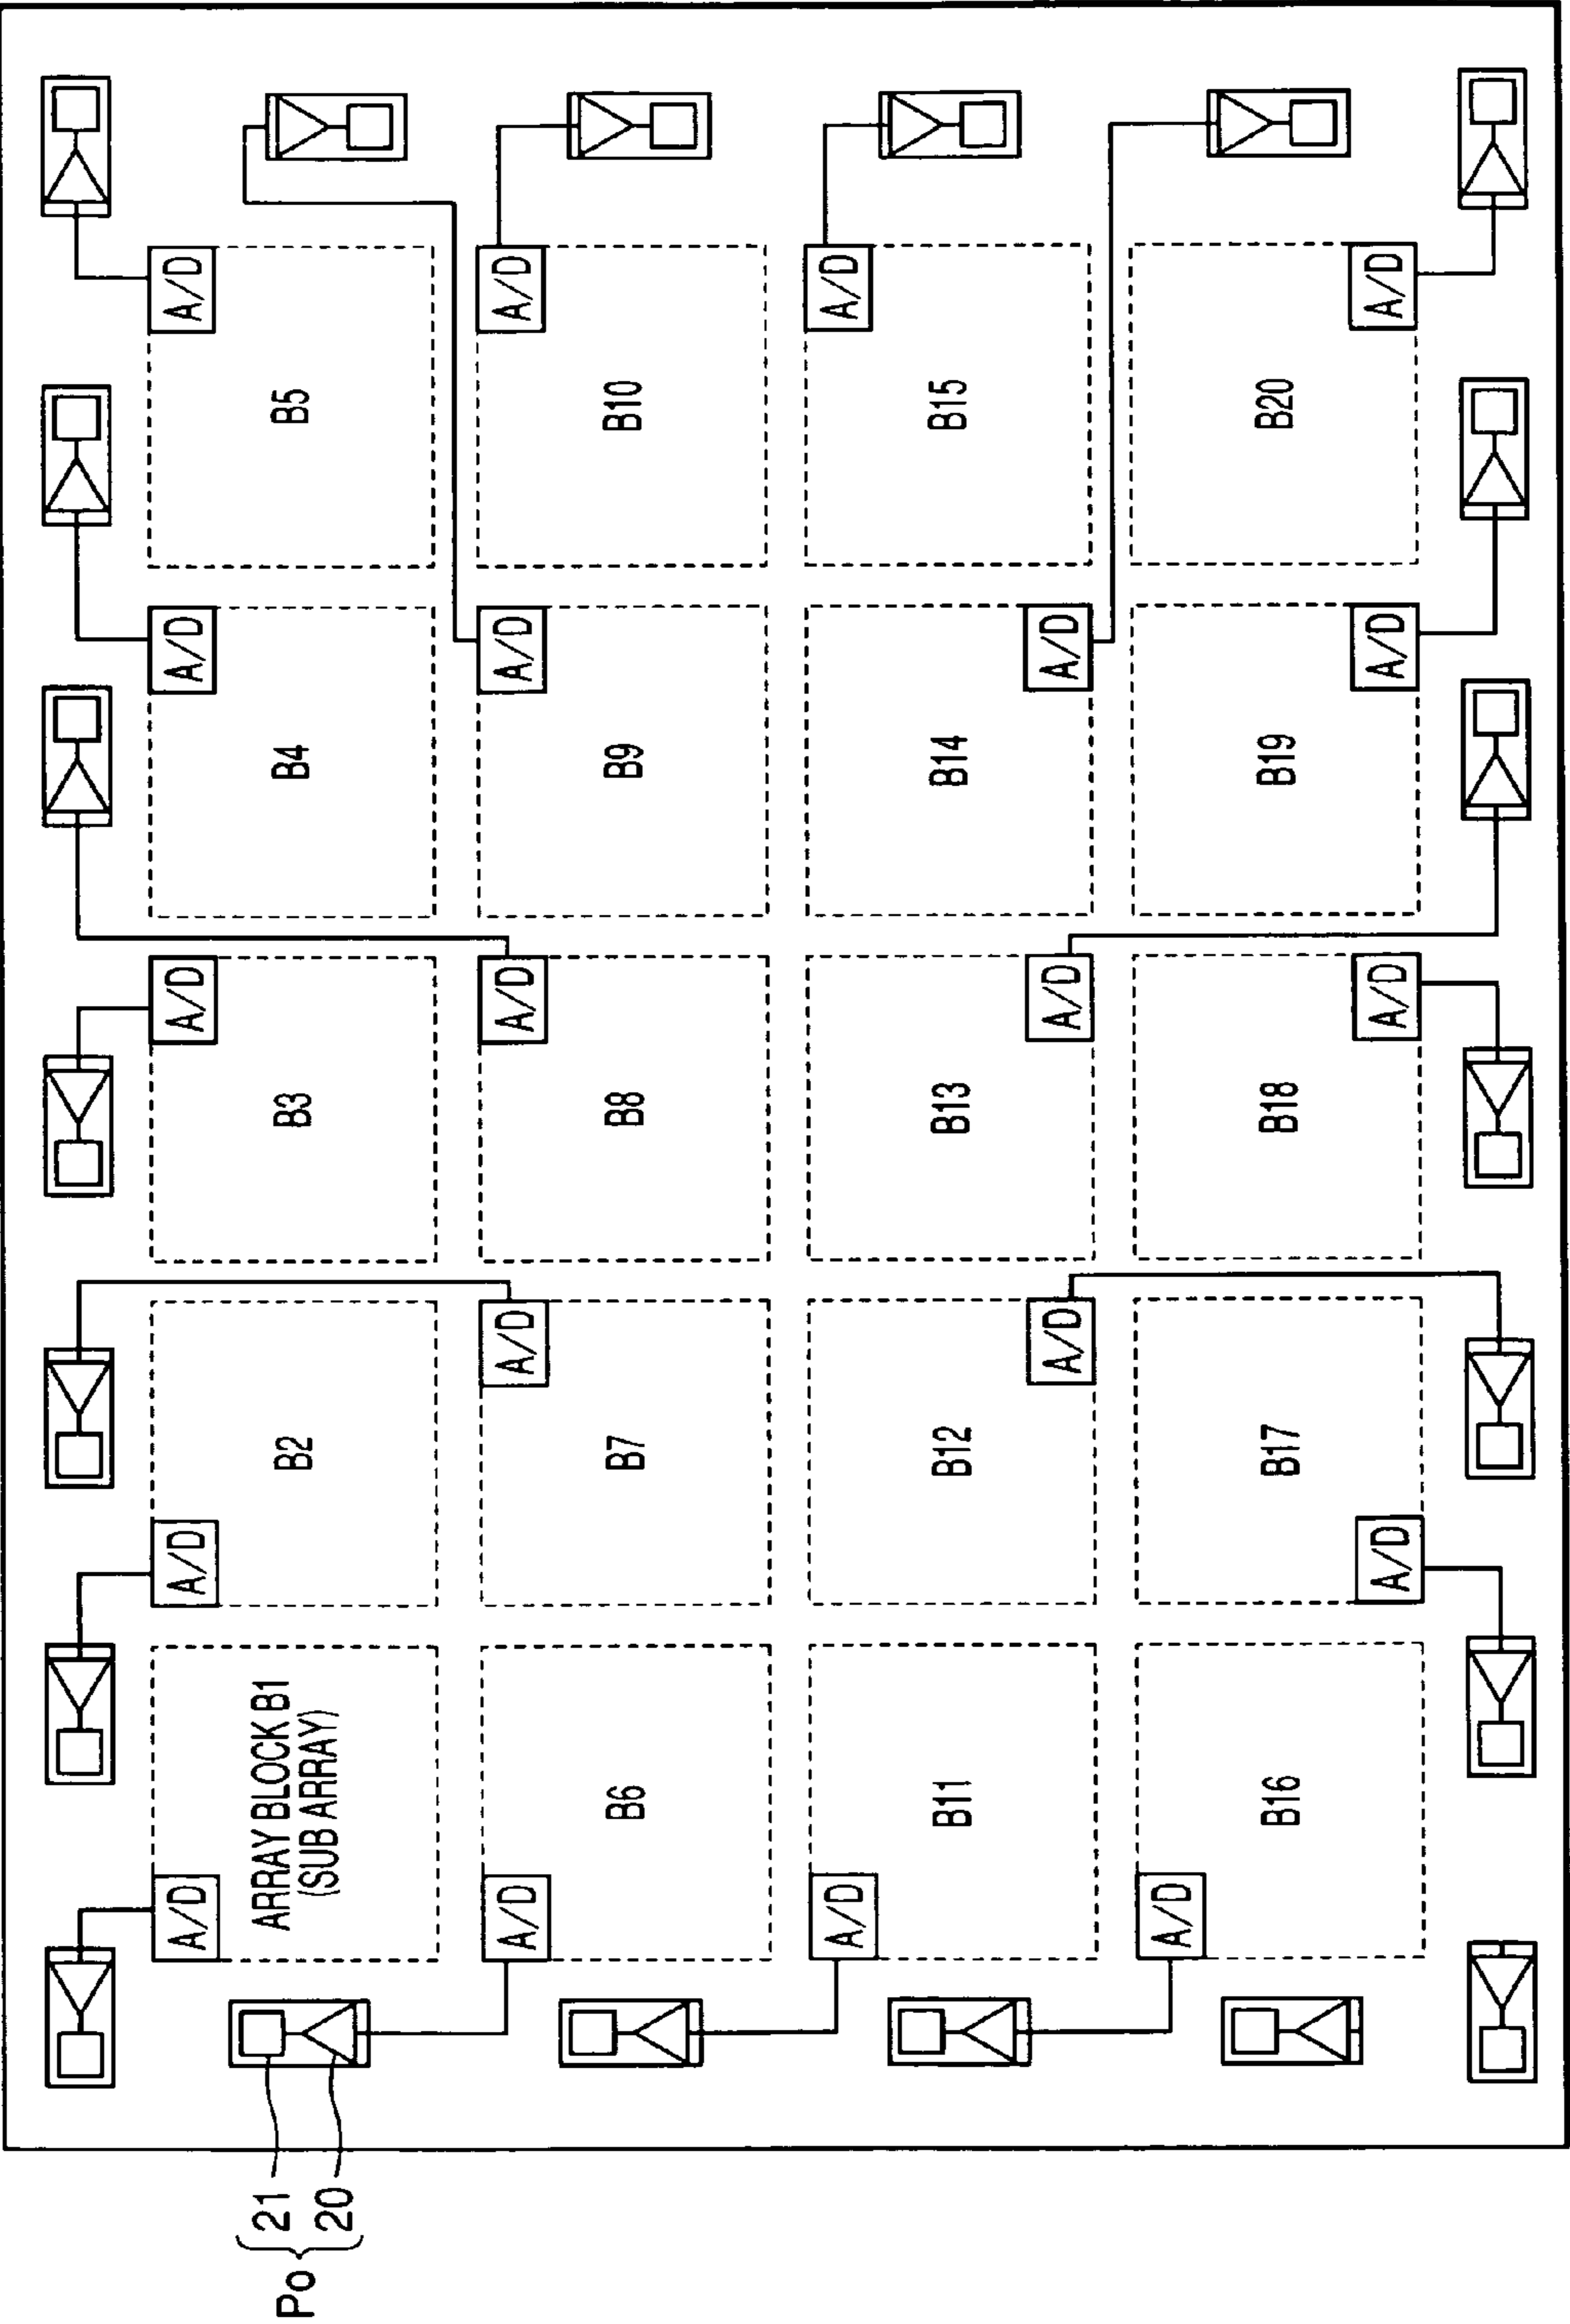 A/D A/D A/D A/D A/D
21
Po
20
ARRAY BLOCK B1
(SUB ARRAY)
B2 B3 B4 B5
A/D A/D A/D A/D A/D
B6 B7 B8 B9 B10
A/D A/D
B11 B12 B13 B14 B15
A/D A/D A/D
A/D
B16 B17 B18 B19 B20
A/D A/D A/D A/D